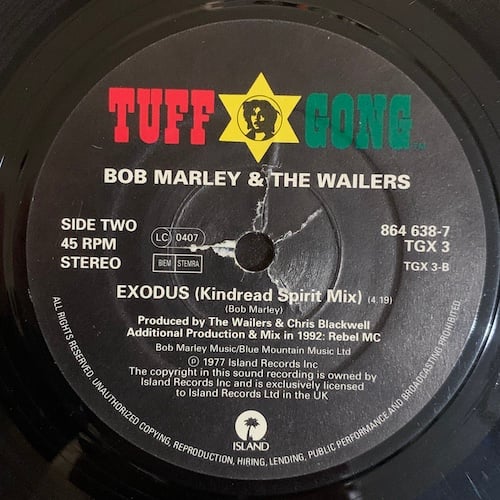 TUFF GONG
BOB MARLEY & THE WAILERS
SIDE TWO
45 RPM
STEREO
LC 0407
BIEM STEMRA
864 638-7
TGX 3
TGX 3-B
EXODUS (Kindread Spirit Mix) (4.19)
(Bob Marley)
Produced by The Wailers & Chris Blackwell
Additional Production & Mix in 1992: Rebel MC
Bob Marley Music/Blue Mountain Music Ltd
℗ 1977 Island Records Inc
The copyright in this sound recording is owned by
Island Records Inc and is exclusively licensed
to Island Records Ltd in the UK
ISLAND
ALL RIGHTS RESERVED. UNAUTHORIZED COPYING, REPRODUCTION, HIRING, LENDING, PUBLIC PERFORMANCE AND BROADCASTING PROHIBITED